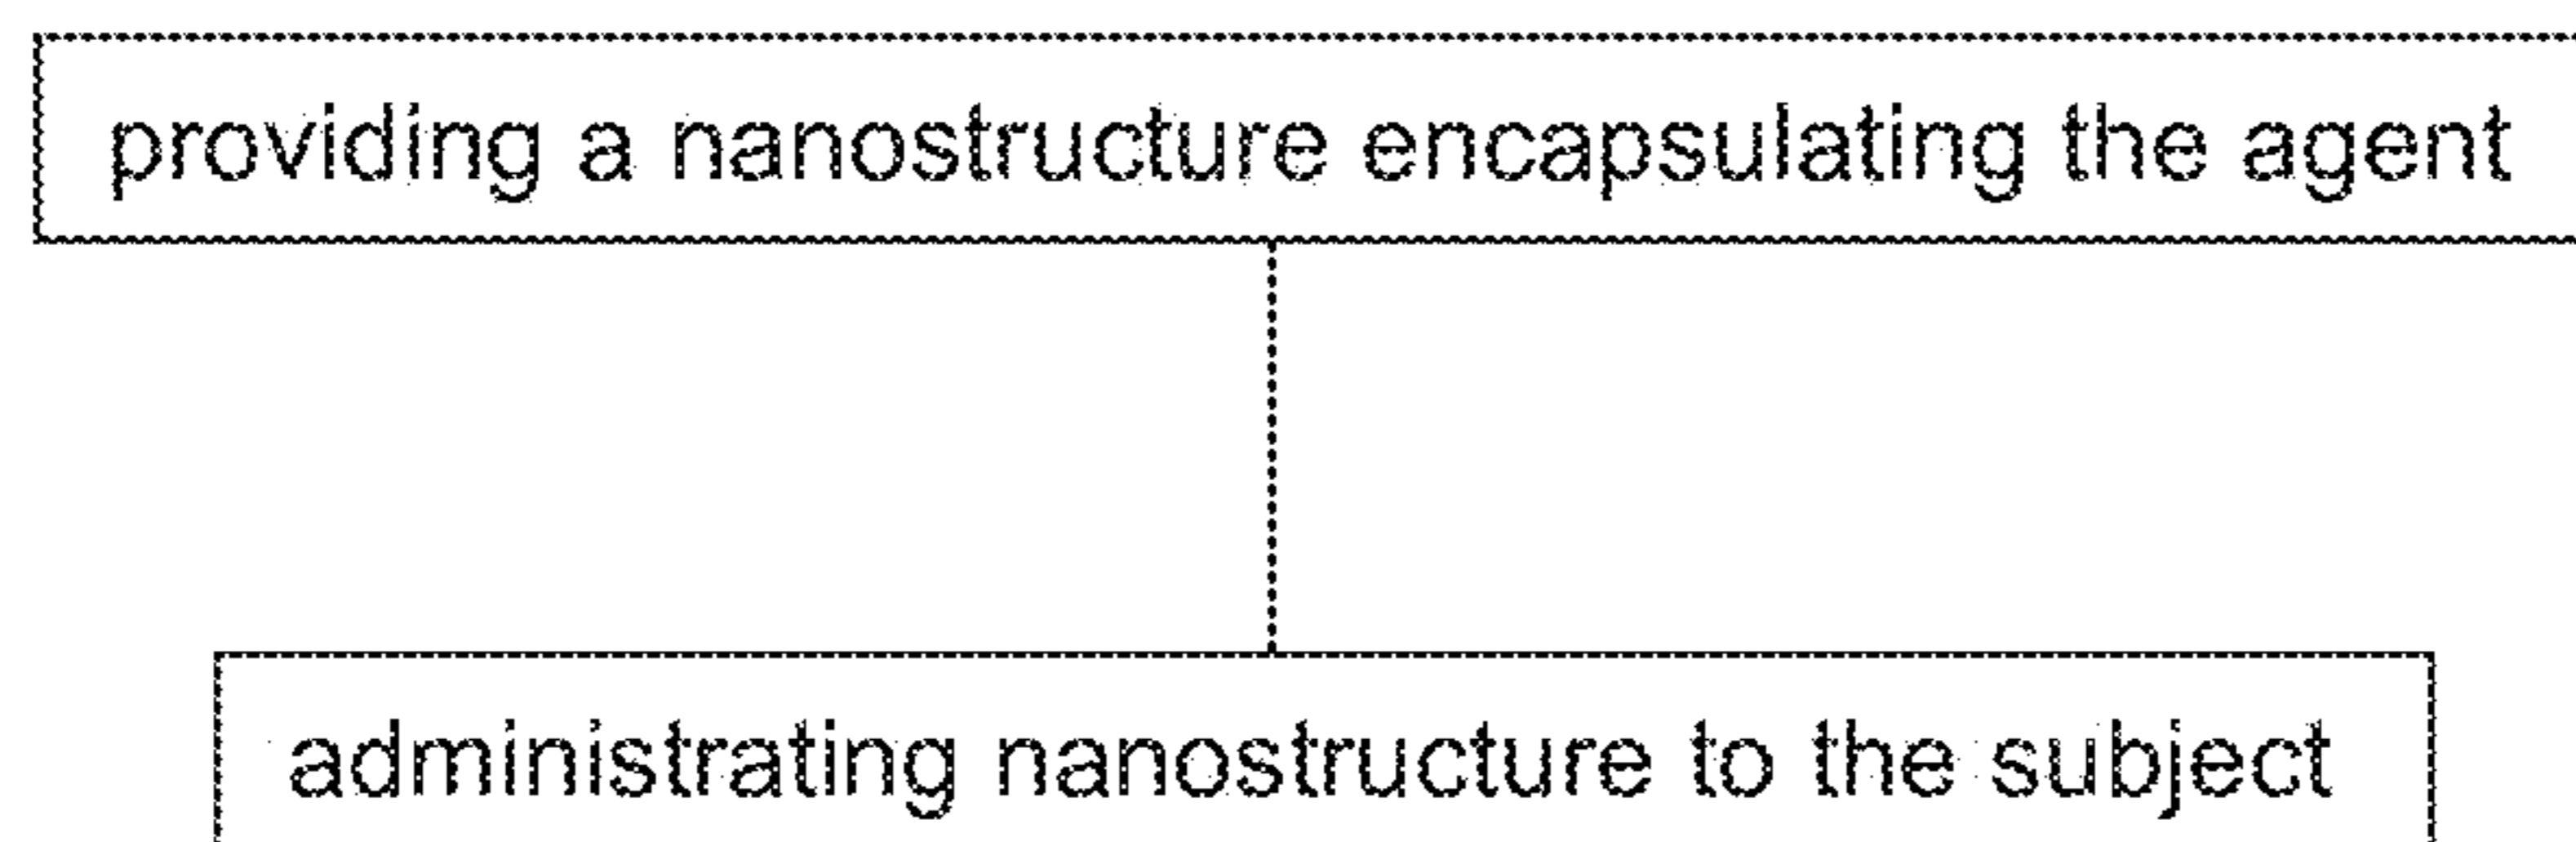 providing a nanostructure encapsulating the agent
administrating nanostructure to the subject